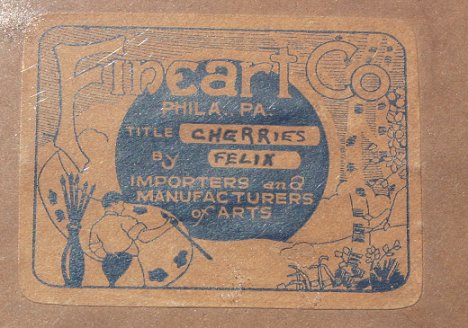 Fineart Co
PHILA. PA.
TITLE CHERRIES
By FELIX
IMPORTERS and
MANUFACTURERS
of ARTS